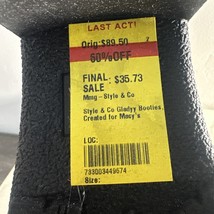 LAST ACT!
Orig. $89.50
60% OFF
FINAL $35.73
SALE
Mmg - Style & Co
Style & Co Gladyy Booties,
Created for Macy's
LOC:
733003449574
Size: